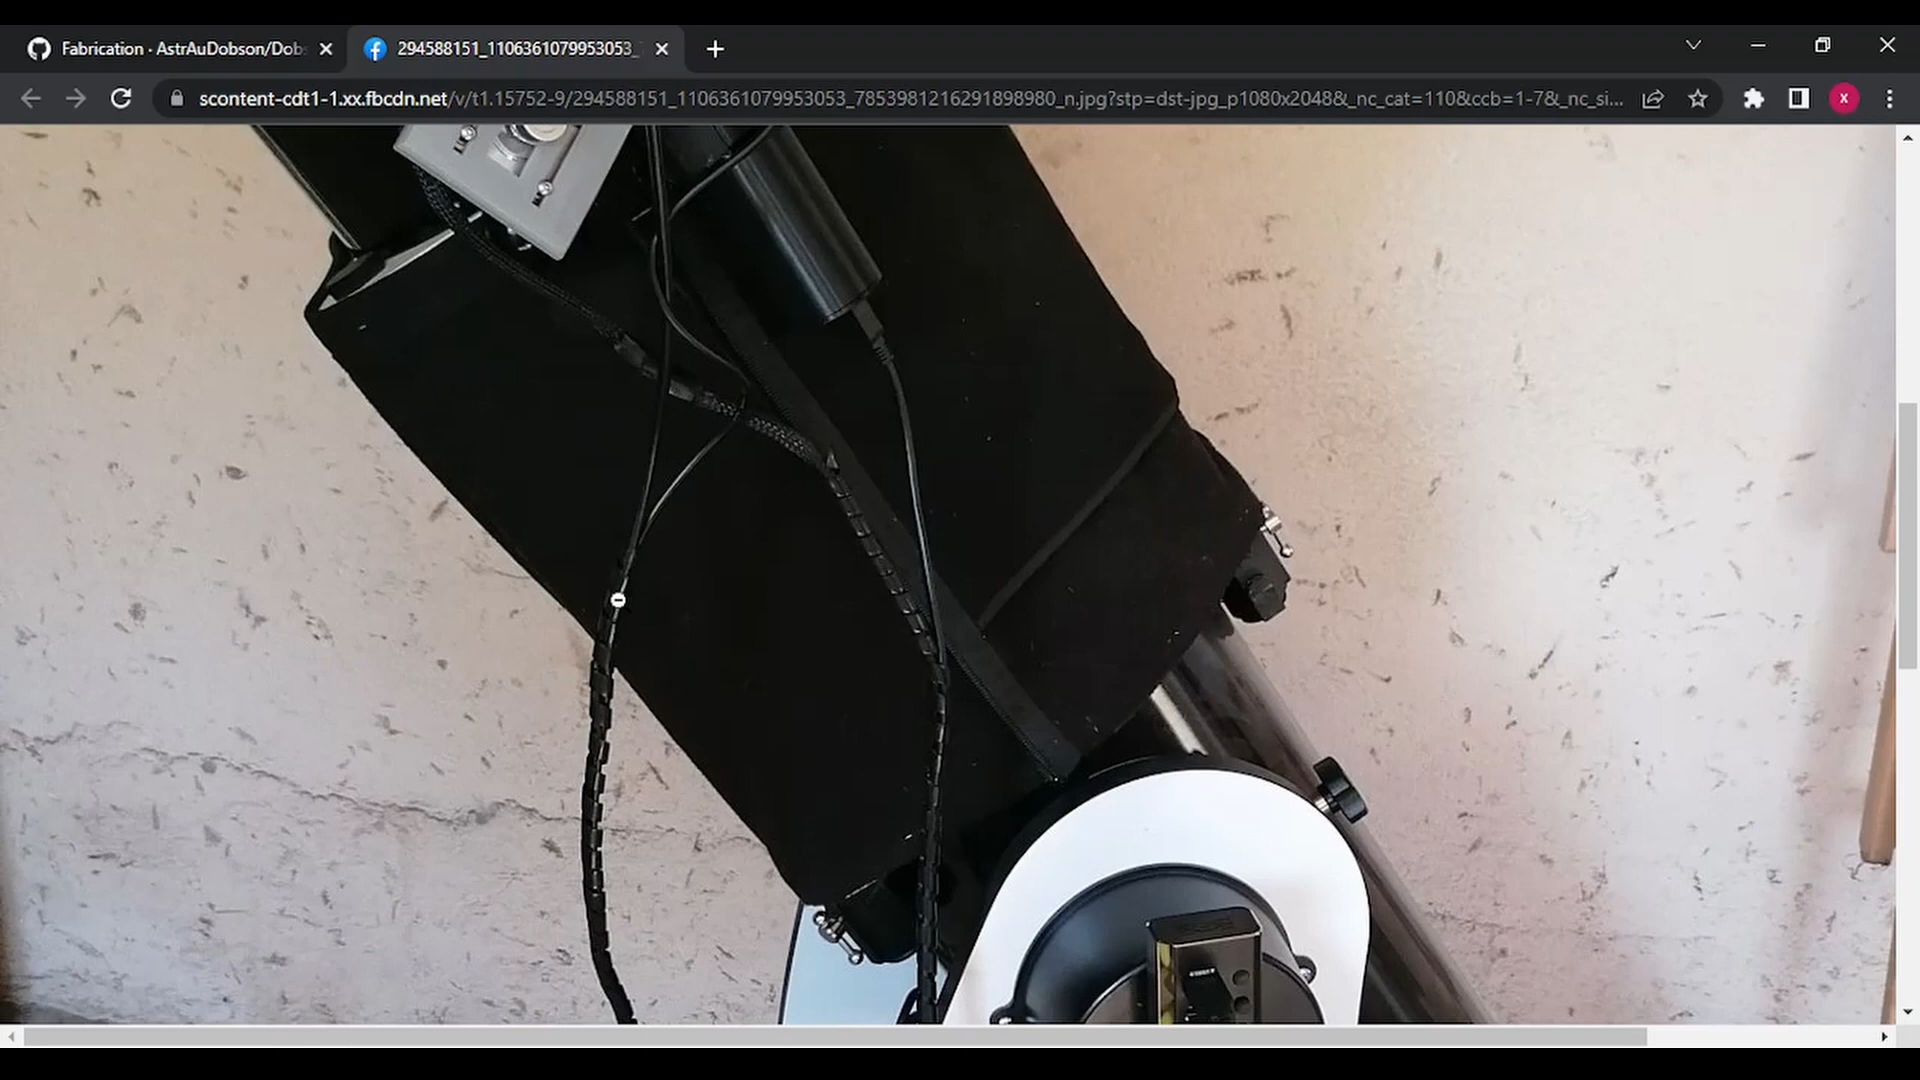 Fabrication · AstrAuDobson/Dobs
294588151_1106361079953053_
scontent-cdt1-1.xx.fbcdn.net/v/t1.15752-9/294588151_1106361079953053_7853981216291898980_n.jpg?stp=dst-jpg_p1080x2048&_nc_cat=110&ccb=1-7&_nc_si...
x